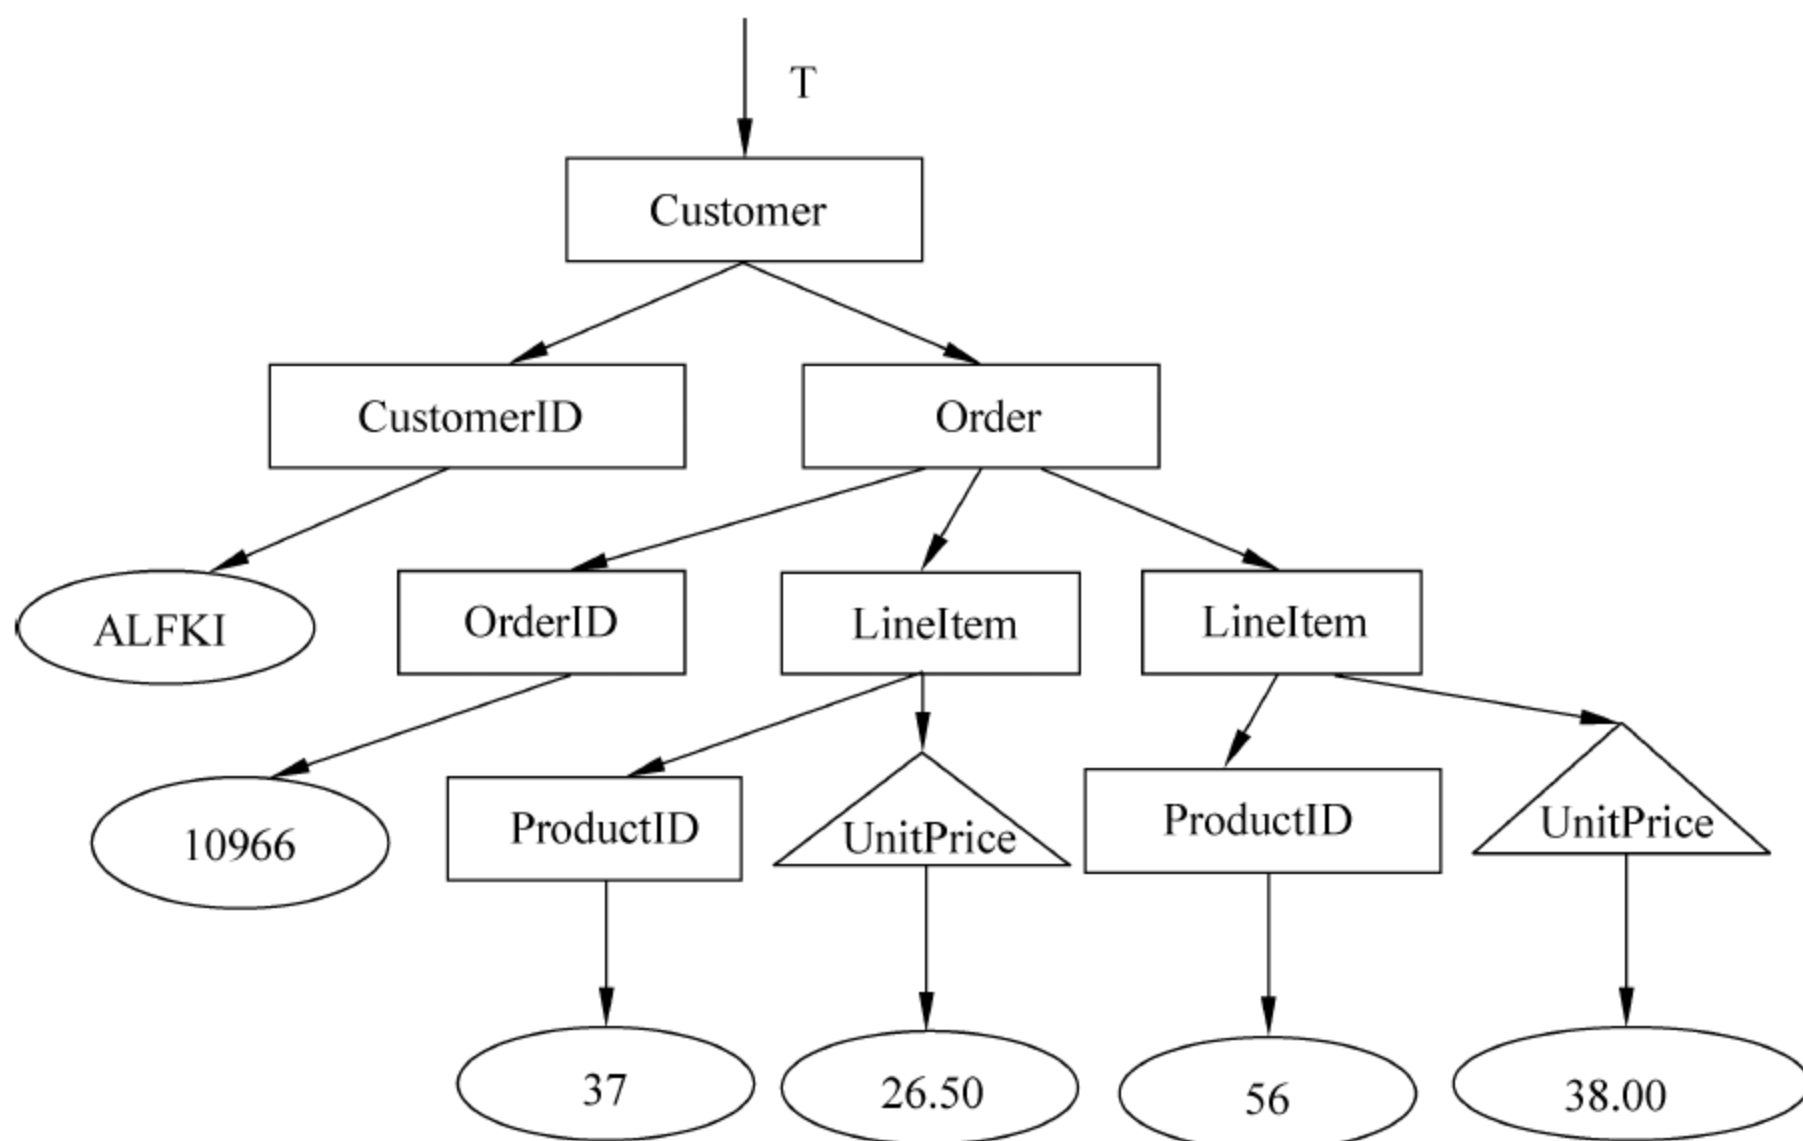 T
Customer
CustomerID
Order
ALFKI
OrderID
LineItem
LineItem
10966
ProductID
UnitPrice
ProductID
UnitPrice
37
26.50
56
38.00